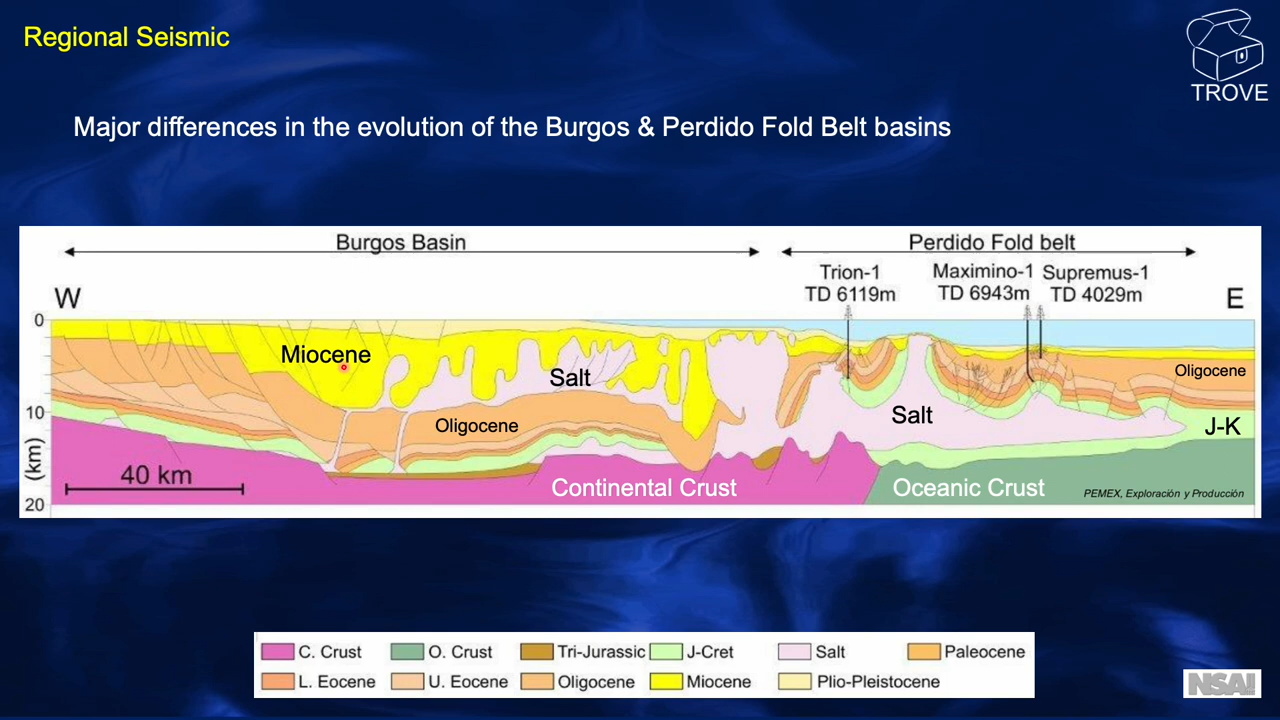 Regional Seismic
TROVE
Major differences in the evolution of the Burgos & Perdido Fold Belt basins
Burgos Basin
Perdido Fold belt
Trion-1
TD 6119m
Maximino-1
TD 6943m
Supremus-1
TD 4029m
W
E
0
10
20
(km)
Miocene
Salt
Oligocene
Oligocene
Salt
J-K
40 km
Continental Crust
Oceanic Crust
PEMEX, Exploración y Producción
C. Crust
O. Crust
Tri-Jurassic
J-Cret
Salt
Paleocene
L. Eocene
U. Eocene
Oligocene
Miocene
Plio-Pleistocene
NSAI